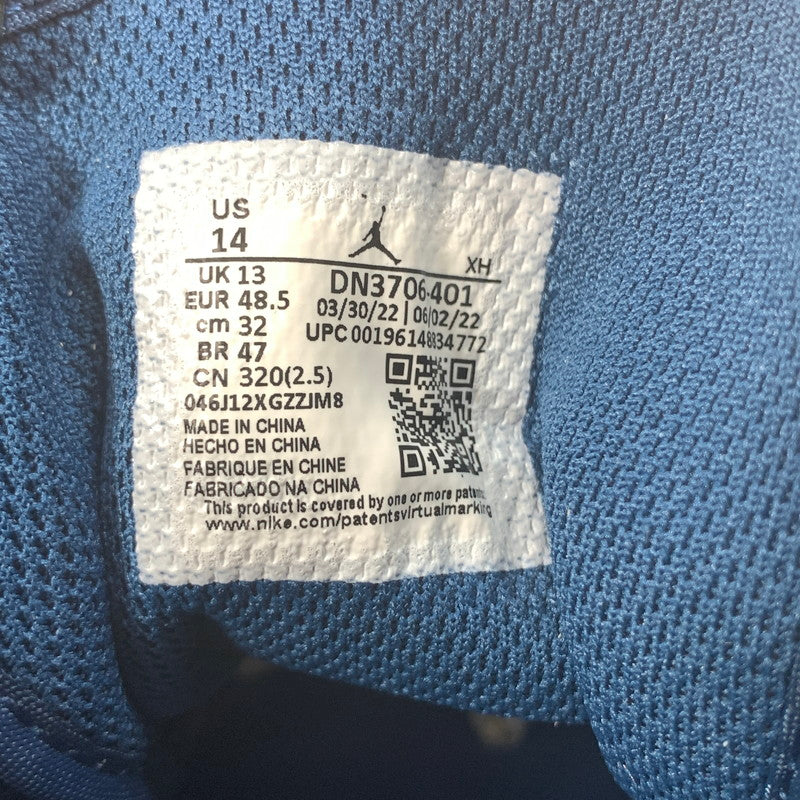 US
14
XH
UK 13
DN3706-401
EUR 48.5
03/30/22 | 06/02/22
cm 32
UPC 00196148834772
BR 47
CN 320(2.5)
046J12XGZZJM8
MADE IN CHINA
HECHO EN CHINA
FABRIQUE EN CHINE
FABRICADO NA CHINA
This product is covered by one or more
www.nike.com/patentsvirtualmarking